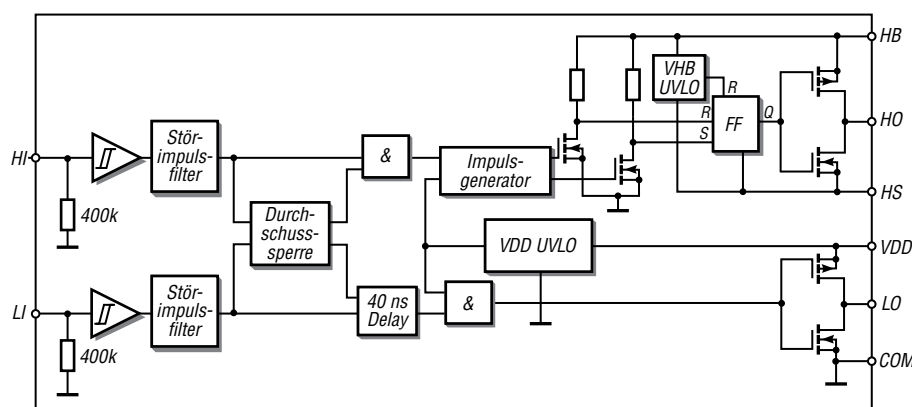 HB
VHB
UVLO
R
R
S
FF
Q
HO
HI
Stör-
impuls-
filter
&
Impuls-
generator
HS
400k
Durch-
schuss-
sperre
VDD UVLO
VDD
LI
Stör-
impuls-
filter
40 ns
Delay
&
LO
400k
COM